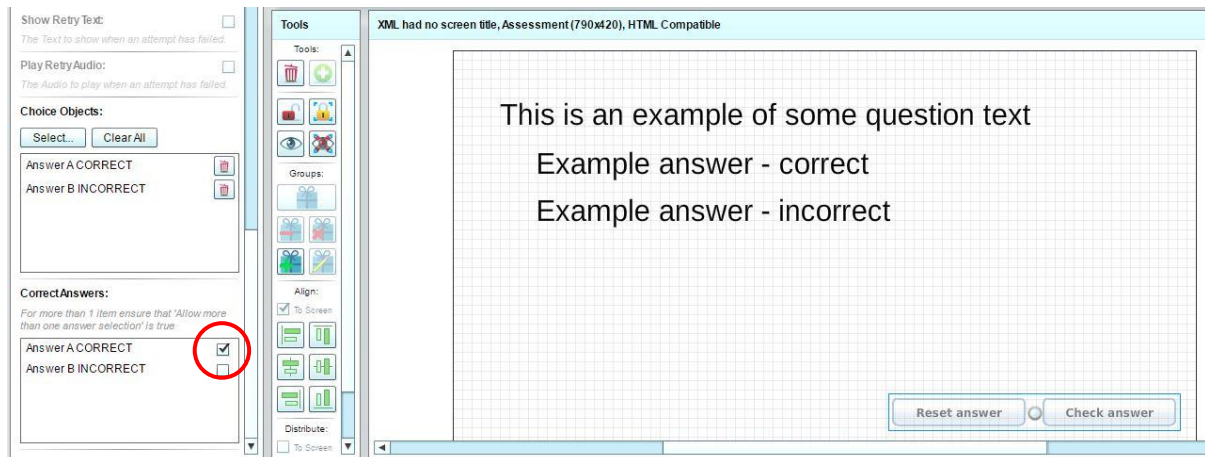 Show Retry Text:
The Text to show when an attempt has failed.
Play Retry Audio:
The Audio to play when an attempt has failed.
Choice Objects:
Select...
Clear All
Answer A CORRECT
Answer B INCORRECT
Correct Answers:
For more than 1 item ensure that 'Allow more
than one answer selection' is true
Answer A CORRECT
Answer B INCORRECT
Tools
Tools:
Groups:
Align:
To Screen
Distribute:
To Screen
XML had no screen title, Assessment (790x420), HTML Compatible
This is an example of some question text
Example answer - correct
Example answer - incorrect
Reset answer
Check answer